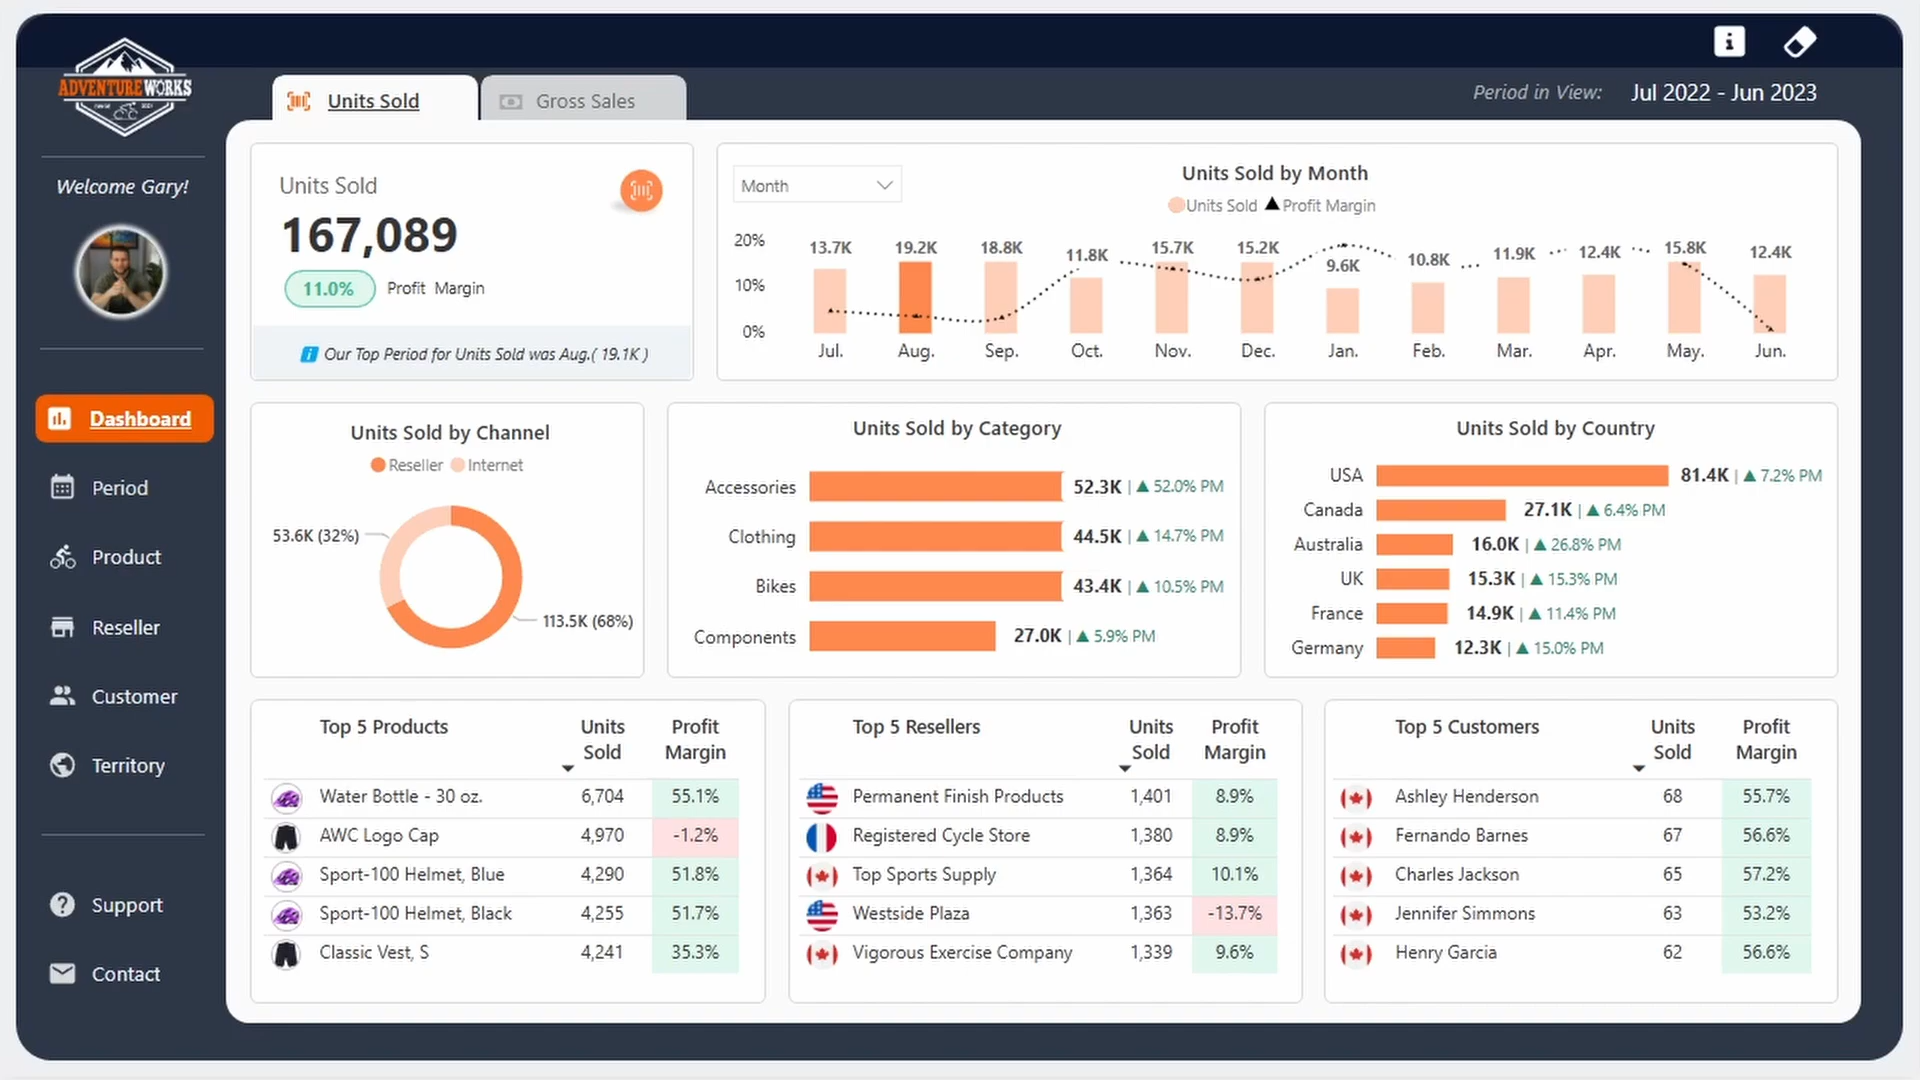 ADVENTUREWORKS
Units Sold
Gross Sales
Period in View:
Jul 2022 - Jun 2023
Welcome Gary!
Dashboard
Period
Product
Reseller
Customer
Territory
Support
Contact
Units Sold
167,089
11.0% Profit Margin
Our Top Period for Units Sold was Aug.( 19.1K )
Month
Units Sold by Month
Units Sold Profit Margin
20%
10%
0%
13.7K 19.2K 18.8K 11.8K 15.7K 15.2K 9.6K 10.8K 11.9K 12.4K 15.8K 12.4K
Jul. Aug. Sep. Oct. Nov. Dec. Jan. Feb. Mar. Apr. May. Jun.
Units Sold by Channel
Reseller Internet
53.6K (32%)
113.5K (68%)
Units Sold by Category
Accessories 52.3K | ▲ 52.0% PM
Clothing 44.5K | ▲ 14.7% PM
Bikes 43.4K | ▲ 10.5% PM
Components 27.0K | ▲ 5.9% PM
Units Sold by Country
USA 81.4K | ▲ 7.2% PM
Canada 27.1K | ▲ 6.4% PM
Australia 16.0K | ▲ 26.8% PM
UK 15.3K | ▲ 15.3% PM
France 14.9K | ▲ 11.4% PM
Germany 12.3K | ▲ 15.0% PM
Top 5 Products Units Sold Profit Margin
Water Bottle - 30 oz. 6,704 55.1%
AWC Logo Cap 4,970 -1.2%
Sport-100 Helmet, Blue 4,290 51.8%
Sport-100 Helmet, Black 4,255 51.7%
Classic Vest, S 4,241 35.3%
Top 5 Resellers Units Sold Profit Margin
Permanent Finish Products 1,401 8.9%
Registered Cycle Store 1,380 8.9%
Top Sports Supply 1,364 10.1%
Westside Plaza 1,363 -13.7%
Vigorous Exercise Company 1,339 9.6%
Top 5 Customers Units Sold Profit Margin
Ashley Henderson 68 55.7%
Fernando Barnes 67 56.6%
Charles Jackson 65 57.2%
Jennifer Simmons 63 53.2%
Henry Garcia 62 56.6%